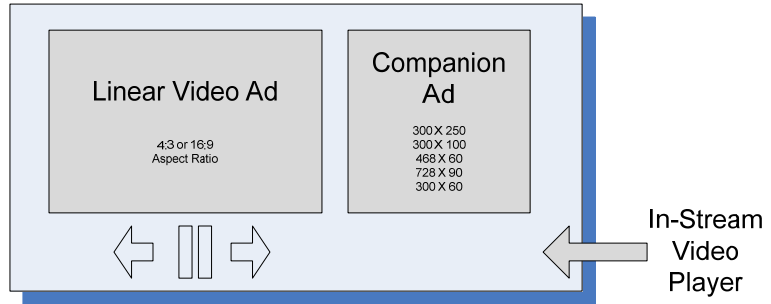 Linear Video Ad
4:3 or 16:9
Aspect Ratio
Companion
Ad
300 X 250
300 X 100
468 X 60
728 X 90
300 X 60
In-Stream
Video
Player